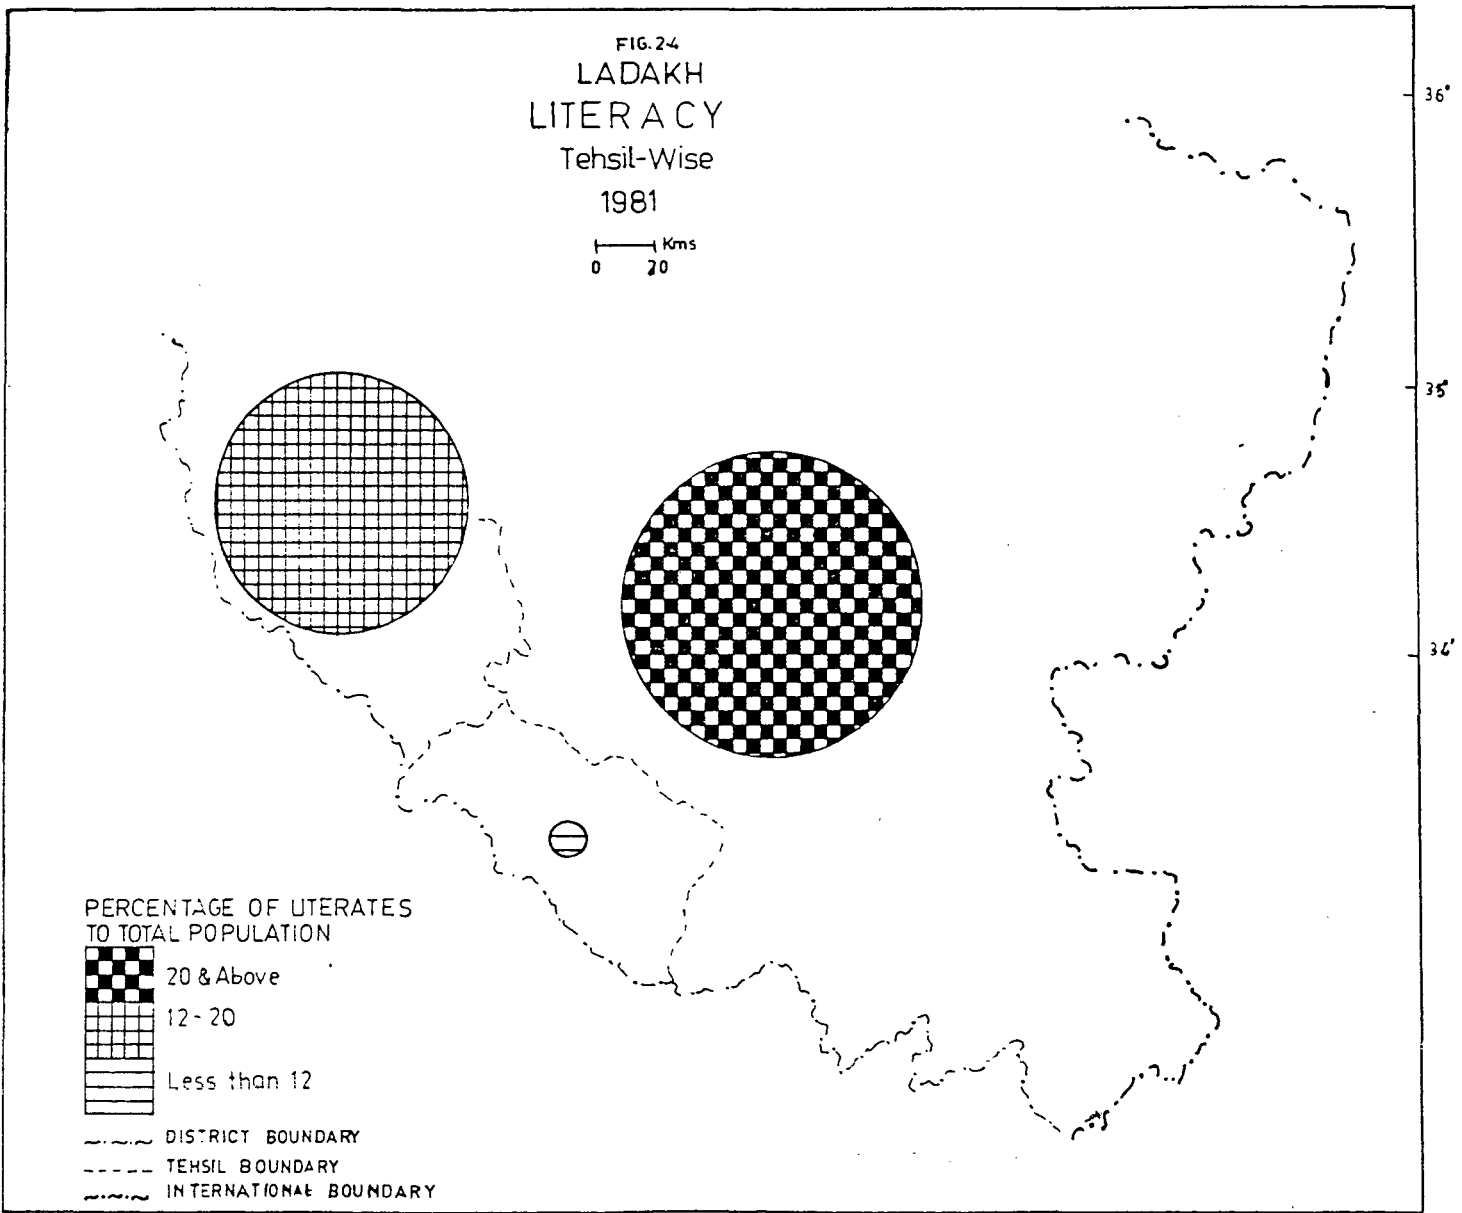 FIG. 2·4
LADAKH
LITERACY
Tehsil-Wise
1981
Kms
0 20
36°
35°
34°
PERCENTAGE OF LITERATES
TO TOTAL POPULATION
20 & Above
12-20
Less than 12
DISTRICT BOUNDARY
TEHSIL BOUNDARY
INTERNATIONAL BOUNDARY